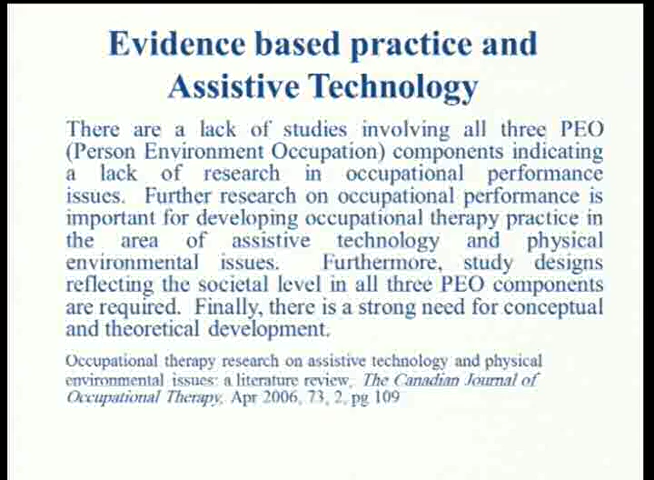 Evidence based practice and
Assistive Technology
There are a lack of studies involving all three PEO
(Person Environment Occupation) components indicating
a lack of research in occupational performance
issues. Further research on occupational performance is
important for developing occupational therapy practice in
the area of assistive technology and physical
environmental issues. Furthermore, study designs
reflecting the societal level in all three PEO components
are required. Finally, there is a strong need for conceptual
and theoretical development.
Occupational therapy research on assistive technology and physical
environmental issues: a literature review, The Canadian Journal of
Occupational Therapy, Apr 2006, 73, 2, pg 109